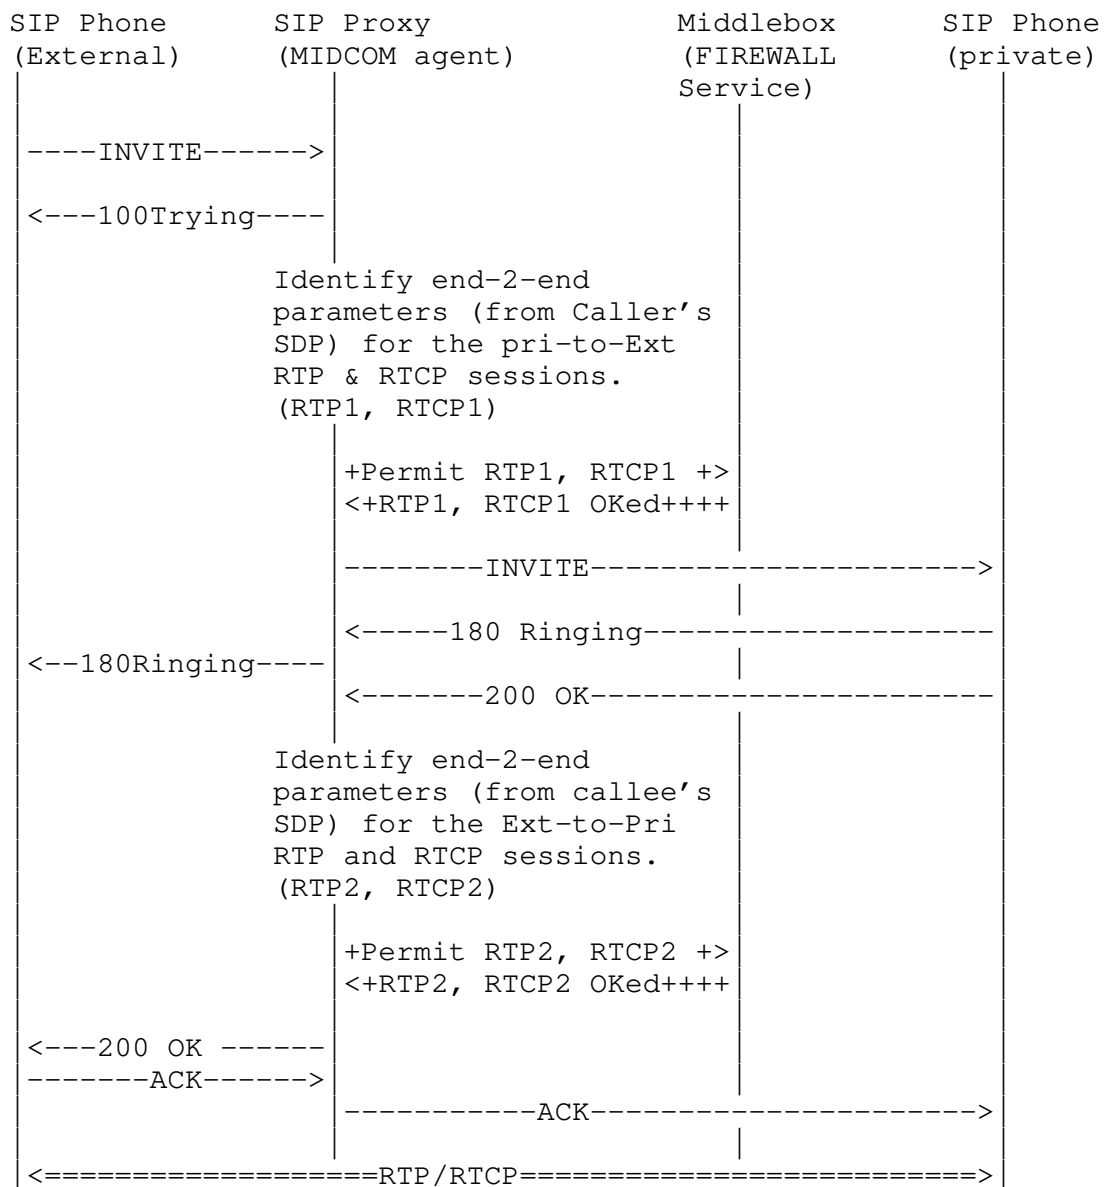 SIP Phone SIP Proxy Middlebox SIP Phone
(External) (MIDCOM agent) (FIREWALL (private)
Service)
----INVITE------>
<---100Trying----
Identify end-2-end
parameters (from Caller's
SDP) for the pri-to-Ext
RTP & RTCP sessions.
(RTP1, RTCP1)
+Permit RTP1, RTCP1 +>
<+RTP1, RTCP1 OKed++++
--------INVITE---------------------->
<-----180 Ringing--------------------
<--180Ringing----
<-------200 OK-----------------------
Identify end-2-end
parameters (from callee's
SDP) for the Ext-to-Pri
RTP and RTCP sessions.
(RTP2, RTCP2)
+Permit RTP2, RTCP2 +>
<+RTP2, RTCP2 OKed++++
<---200 OK ------
-------ACK------>
-----------ACK---------------------->
<===================RTP/RTCP==========================>